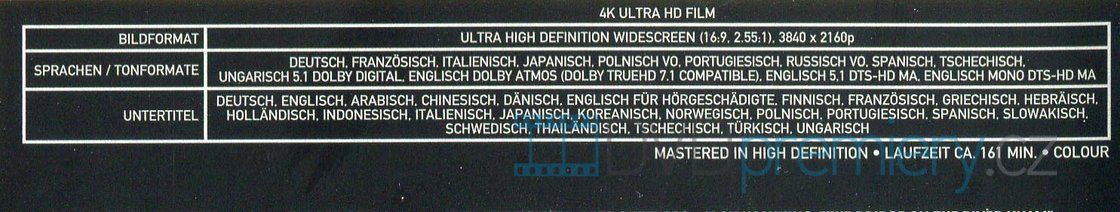 4K ULTRA HD FILM
BILDFORMAT
ULTRA HIGH DEFINITION WIDESCREEN (16:9, 2.55:1), 3840 x 2160p
SPRACHEN / TONFORMATE
DEUTSCH, FRANZÖSISCH, ITALIENISCH, JAPANISCH, POLNISCH VO, PORTUGIESISCH, RUSSISCH VO, SPANISCH, TSCHECHISCH,
UNGARISCH 5.1 DOLBY DIGITAL, ENGLISCH DOLBY ATMOS (DOLBY TRUEHD 7.1 COMPATIBLE), ENGLISCH 5.1 DTS-HD MA, ENGLISCH MONO DTS-HD MA
UNTERTITEL
DEUTSCH, ENGLISCH, ARABISCH, CHINESISCH, DÄNISCH, ENGLISCH FÜR HÖRGESCHÄDIGTE, FINNISCH, FRANZÖSISCH, GRIECHISCH, HEBRÄISCH,
HOLLÄNDISCH, INDONESISCH, ITALIENISCH, JAPANISCH, KOREANISCH, NORWEGISCH, POLNISCH, PORTUGIESISCH, SPANISCH, SLOWAKISCH,
SCHWEDISCH, THAILÄNDISCH, TSCHECHISCH, TÜRKISCH, UNGARISCH
MASTERED IN HIGH DEFINITION • LAUFZEIT CA. 161 MIN. • COLOUR
DVDpremiery.cz